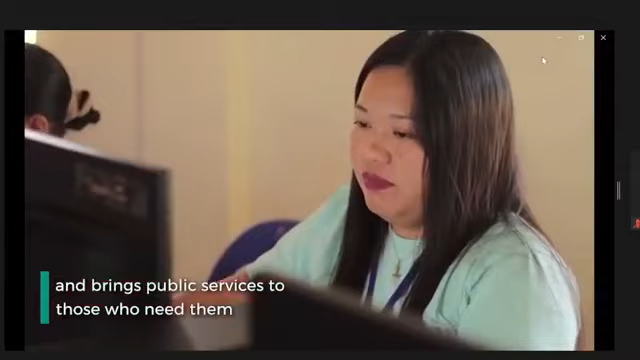 and brings public services to
those who need them